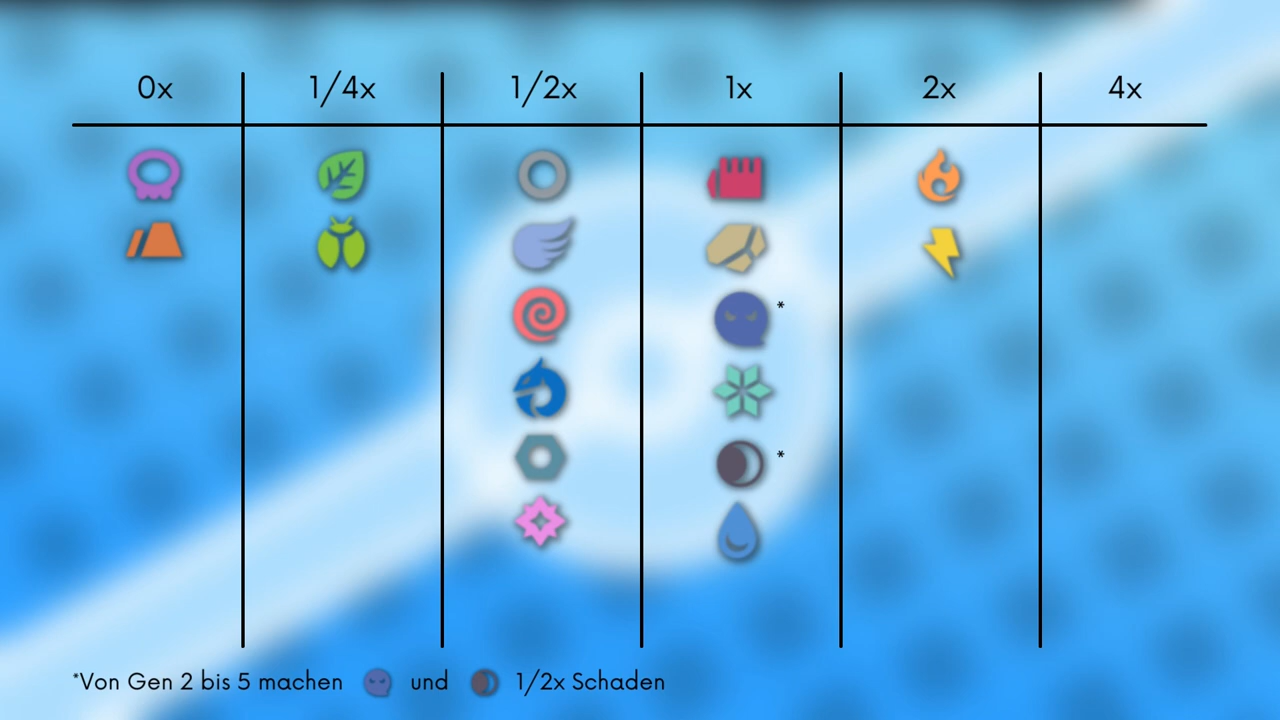 0x 1/4x 1/2x 1x 2x 4x
*
*
*Von Gen 2 bis 5 machen und 1/2x Schaden